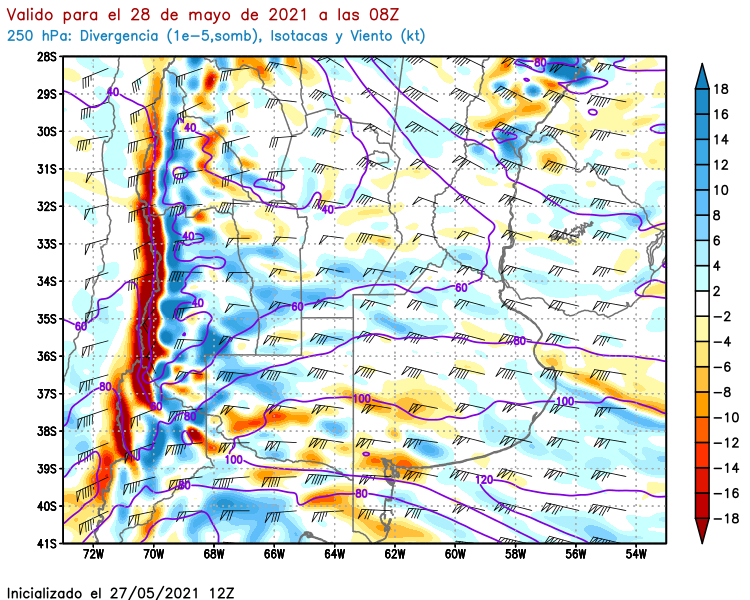 Valido para el 28 de mayo de 2021 a las 08Z
250 hPa: Divergencia (1e−5,somb), Isotacas y Viento (kt)
28S
29S
30S
31S
32S
33S
34S
35S
36S
37S
38S
39S
40S
41S
72W 70W 68W 66W 64W 62W 60W 58W 56W 54W
80
40
40
40
40
40
60
60
60
80
80
80
80
80
60
100
100
100
120
18
16
14
12
10
8
6
4
2
−2
−4
−6
−8
−10
−12
−14
−16
−18
Inicializado el 27/05/2021 12Z